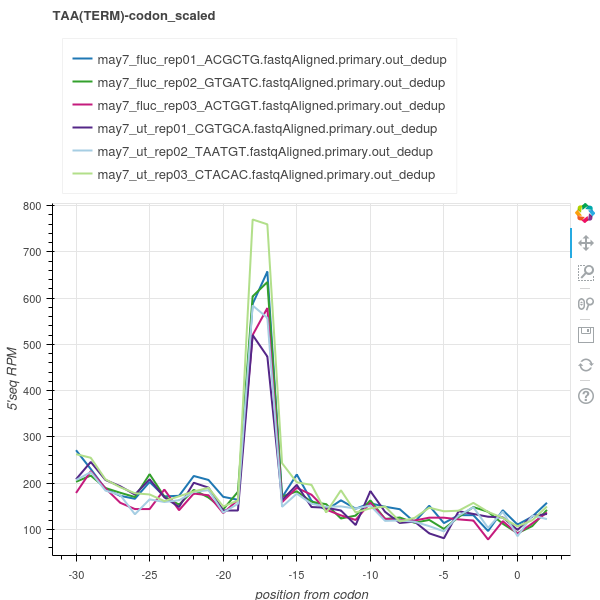 TAA(TERM)-codon_scaled
may7_fluc_rep01_ACGCTG.fastqAligned.primary.out_dedup
may7_fluc_rep02_GTGATC.fastqAligned.primary.out_dedup
may7_fluc_rep03_ACTGGT.fastqAligned.primary.out_dedup
may7_ut_rep01_CGTGCA.fastqAligned.primary.out_dedup
may7_ut_rep02_TAATGT.fastqAligned.primary.out_dedup
may7_ut_rep03_CTACAC.fastqAligned.primary.out_dedup
800
700
600
500
400
300
200
100
5'seq RPM
-30 -25 -20 -15 -10 -5 0
position from codon